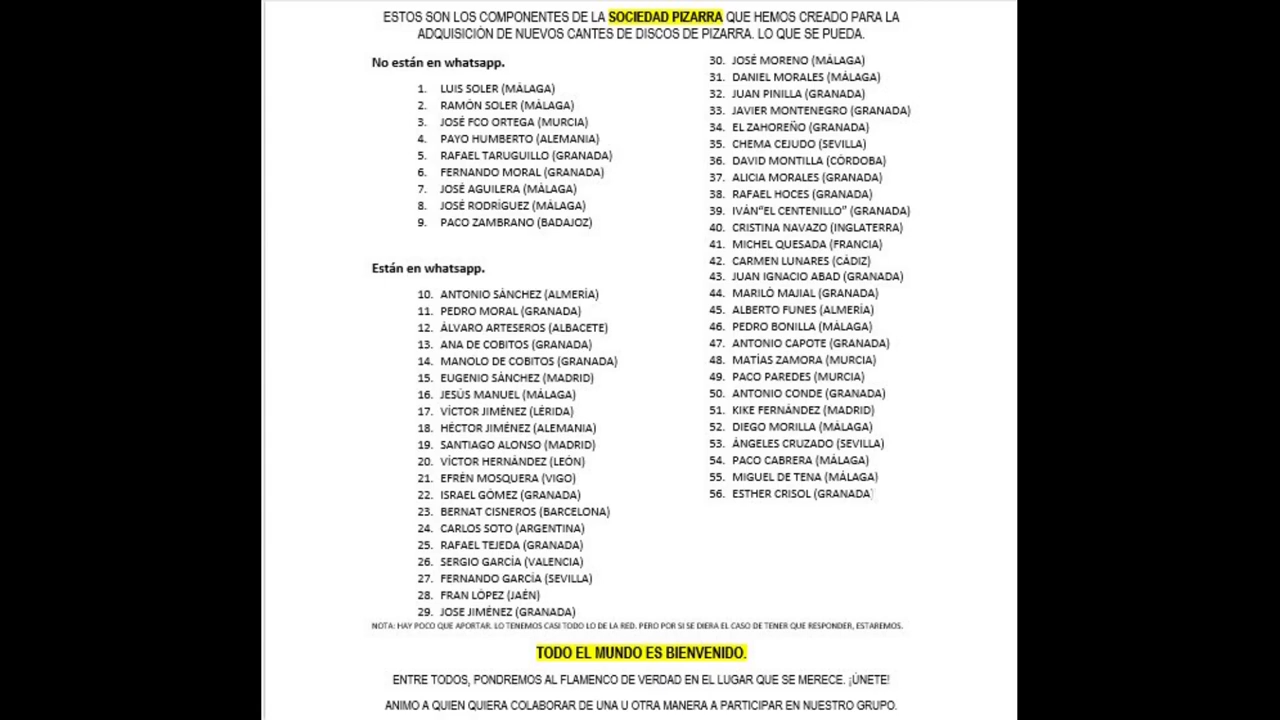 ESTOS SON LOS COMPONENTES DE LA SOCIEDAD PIZARRA QUE HEMOS CREADO PARA LA
ADQUISICIÓN DE NUEVOS CANTES DE DISCOS DE PIZARRA. LO QUE SE PUEDA.
No están en whatsapp.
1. LUIS SOLER (MÁLAGA)
2. RAMÓN SOLER (MÁLAGA)
3. JOSÉ FCO ORTEGA (MURCIA)
4. PAYO HUMBERTO (ALEMANIA)
5. RAFAEL TARUGUILLO (GRANADA)
6. FERNANDO MORAL (GRANADA)
7. JOSÉ AGUILERA (MÁLAGA)
8. JOSÉ RODRÍGUEZ (MÁLAGA)
9. PACO ZAMBRANO (BADAJOZ)
Están en whatsapp.
10. ANTONIO SÁNCHEZ (ALMERÍA)
11. PEDRO MORAL (GRANADA)
12. ÁLVARO ARTESEROS (ALBACETE)
13. ANA DE COBITOS (GRANADA)
14. MANOLO DE COBITOS (GRANADA)
15. EUGENIO SÁNCHEZ (MADRID)
16. JESÚS MANUEL (MÁLAGA)
17. VÍCTOR JIMÉNEZ (LÉRIDA)
18. HÉCTOR JIMÉNEZ (ALEMANIA)
19. SANTIAGO ALONSO (MADRID)
20. VÍCTOR HERNÁNDEZ (LEÓN)
21. EFRÉN MOSQUERA (VIGO)
22. ISRAEL GÓMEZ (GRANADA)
23. BERNAT CISNEROS (BARCELONA)
24. CARLOS SOTO (ARGENTINA)
25. RAFAEL TEJEDA (GRANADA)
26. SERGIO GARCÍA (VALENCIA)
27. FERNANDO GARCÍA (SEVILLA)
28. FRAN LÓPEZ (JAÉN)
29. JOSE JIMÉNEZ (GRANADA)
30. JOSÉ MORENO (MÁLAGA)
31. DANIEL MORALES (MÁLAGA)
32. JUAN PINILLA (GRANADA)
33. JAVIER MONTENEGRO (GRANADA)
34. EL ZAHOREÑO (GRANADA)
35. CHEMA CEJUDO (SEVILLA)
36. DAVID MONTILLA (CÓRDOBA)
37. ALICIA MORALES (GRANADA)
38. RAFAEL HOCES (GRANADA)
39. IVÁN“EL CENTENILLO” (GRANADA)
40. CRISTINA NAVAZO (INGLATERRA)
41. MICHEL QUESADA (FRANCIA)
42. CARMEN LUNARES (CÁDIZ)
43. JUAN IGNACIO ABAD (GRANADA)
44. MARILÓ MAJIAL (GRANADA)
45. ALBERTO FUNES (ALMERÍA)
46. PEDRO BONILLA (MÁLAGA)
47. ANTONIO CAPOTE (GRANADA)
48. MATÍAS ZAMORA (MURCIA)
49. PACO PAREDES (MURCIA)
50. ANTONIO CONDE (GRANADA)
51. KIKE FERNÁNDEZ (MADRID)
52. DIEGO MORILLA (MÁLAGA)
53. ÁNGELES CRUZADO (SEVILLA)
54. PACO CABRERA (MÁLAGA)
55. MIGUEL DE TENA (MÁLAGA)
56. ESTHER CRISOL (GRANADA)
NOTA: HAY POCO QUE APORTAR. LO TENEMOS CASI TODO LO DE LA RED. PERO POR SI SE DIERA EL CASO DE TENER QUE RESPONDER, ESTAREMOS.
TODO EL MUNDO ES BIENVENIDO.
ENTRE TODOS, PONDREMOS AL FLAMENCO DE VERDAD EN EL LUGAR QUE SE MERECE. ¡ÚNETE!
ANIMO A QUIEN QUIERA COLABORAR DE UNA U OTRA MANERA A PARTICIPAR EN NUESTRO GRUPO.